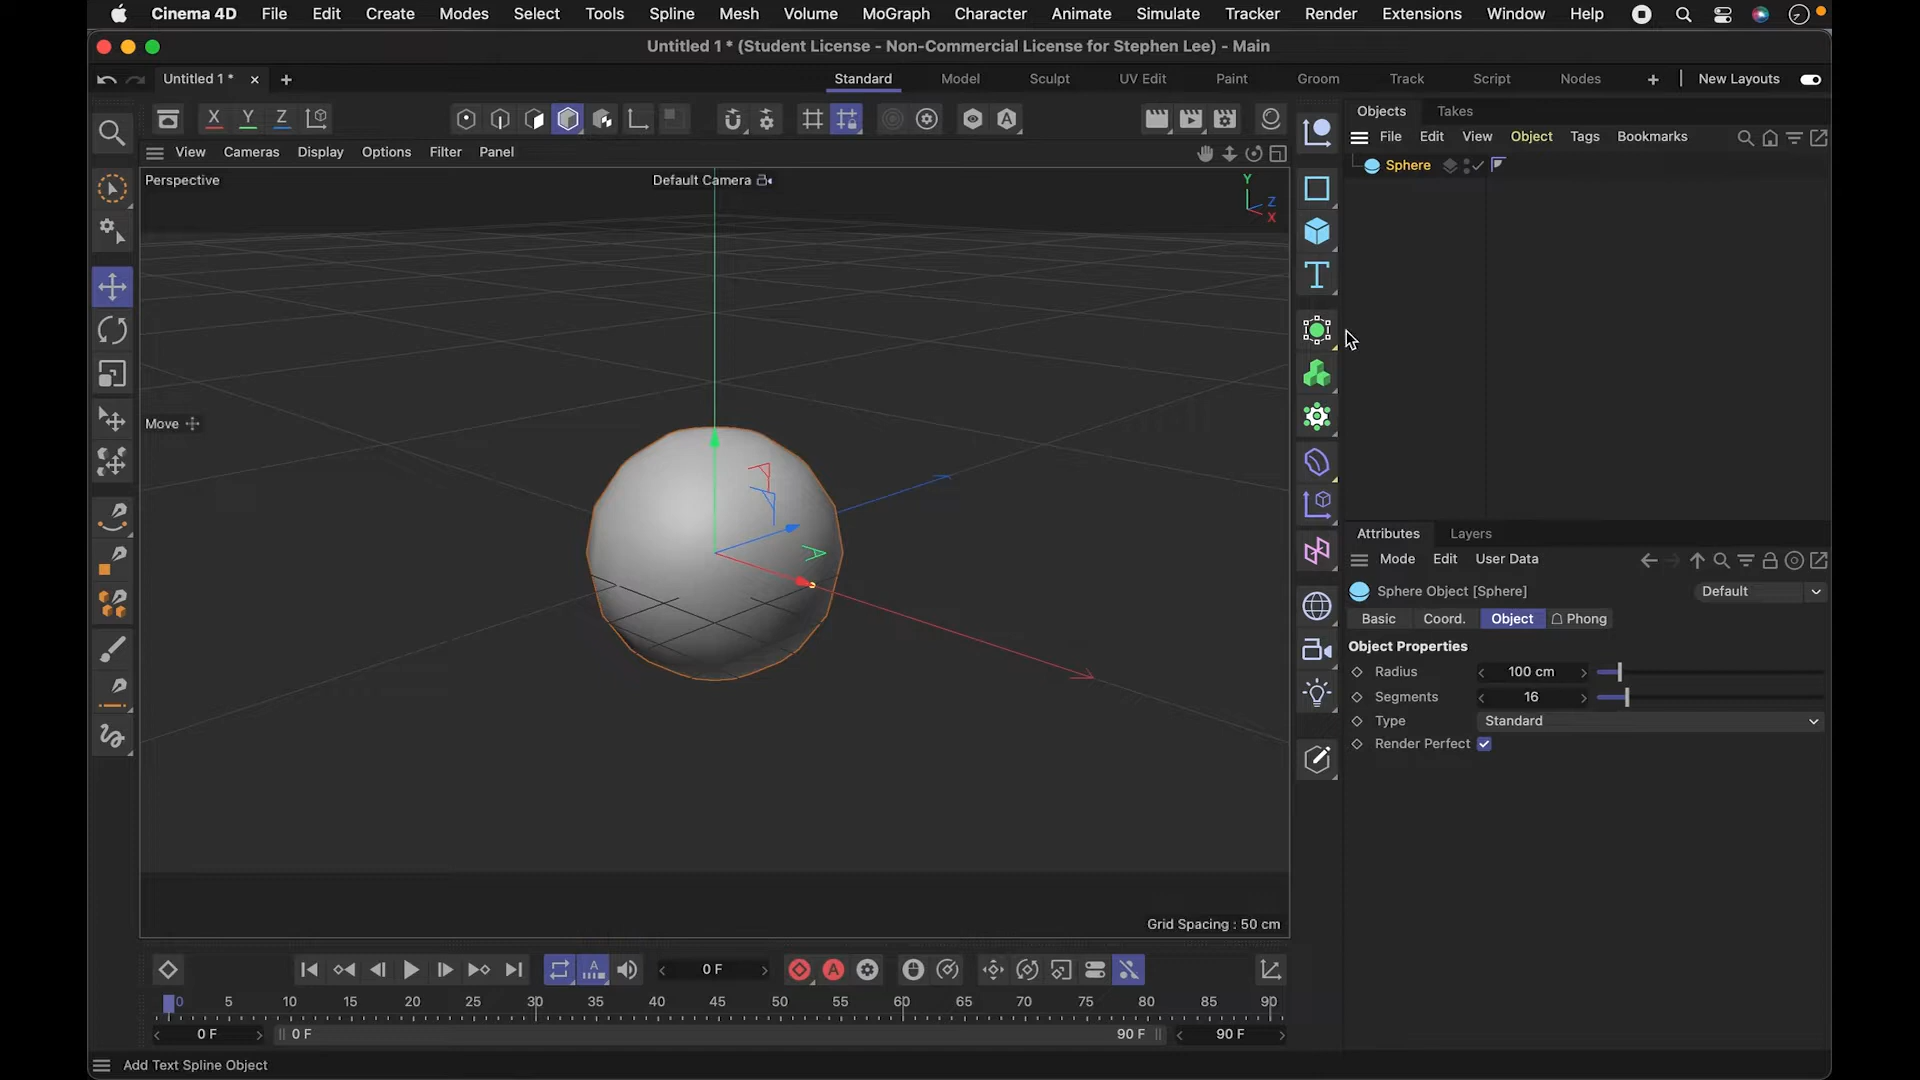 Cinema 4D File Edit Create Modes Select Tools Spline Mesh Volume MoGraph Character Animate Simulate Tracker Render Extensions Window Help
Untitled 1 * (Student License - Non-Commercial License for Stephen Lee) - Main
Untitled 1 * Standard Model Sculpt UV Edit Paint Groom Track Script Nodes New Layouts
X Y Z A
Objects Takes
File Edit View Object Tags Bookmarks
View Cameras Display Options Filter Panel
Sphere
Perspective Default Camera
Y
Z
X
T
Move
Attributes Layers
Mode Edit User Data
Sphere Object [Sphere] Default
Basic Coord. Object Phong
Object Properties
Radius 100 cm
Segments 16
Type Standard
Render Perfect
Grid Spacing : 50 cm
A 0 F A
0 5 10 15 20 25 30 35 40 45 50 55 60 65 70 75 80 85 90
0 F 0 F 90 F 90 F
Add Text Spline Object